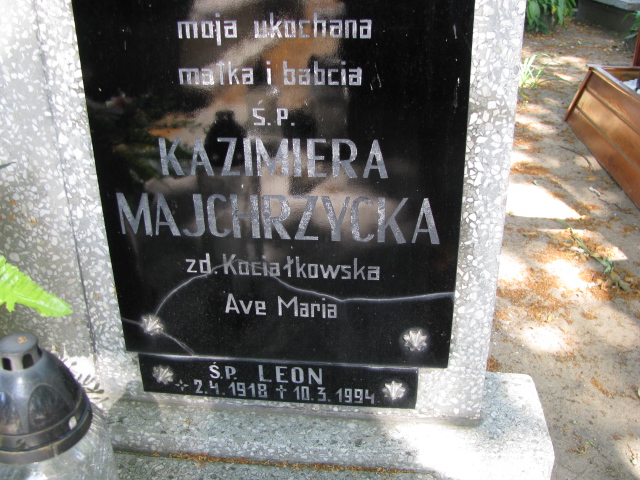 moja ukochana
matka i babcia
Ś.P.
KAZIMIERA
MAJCHRZYCKA
zd. Kociałkowska
Ave Maria
Ś.P. LEON
2.4.1918 + 10.3.1994